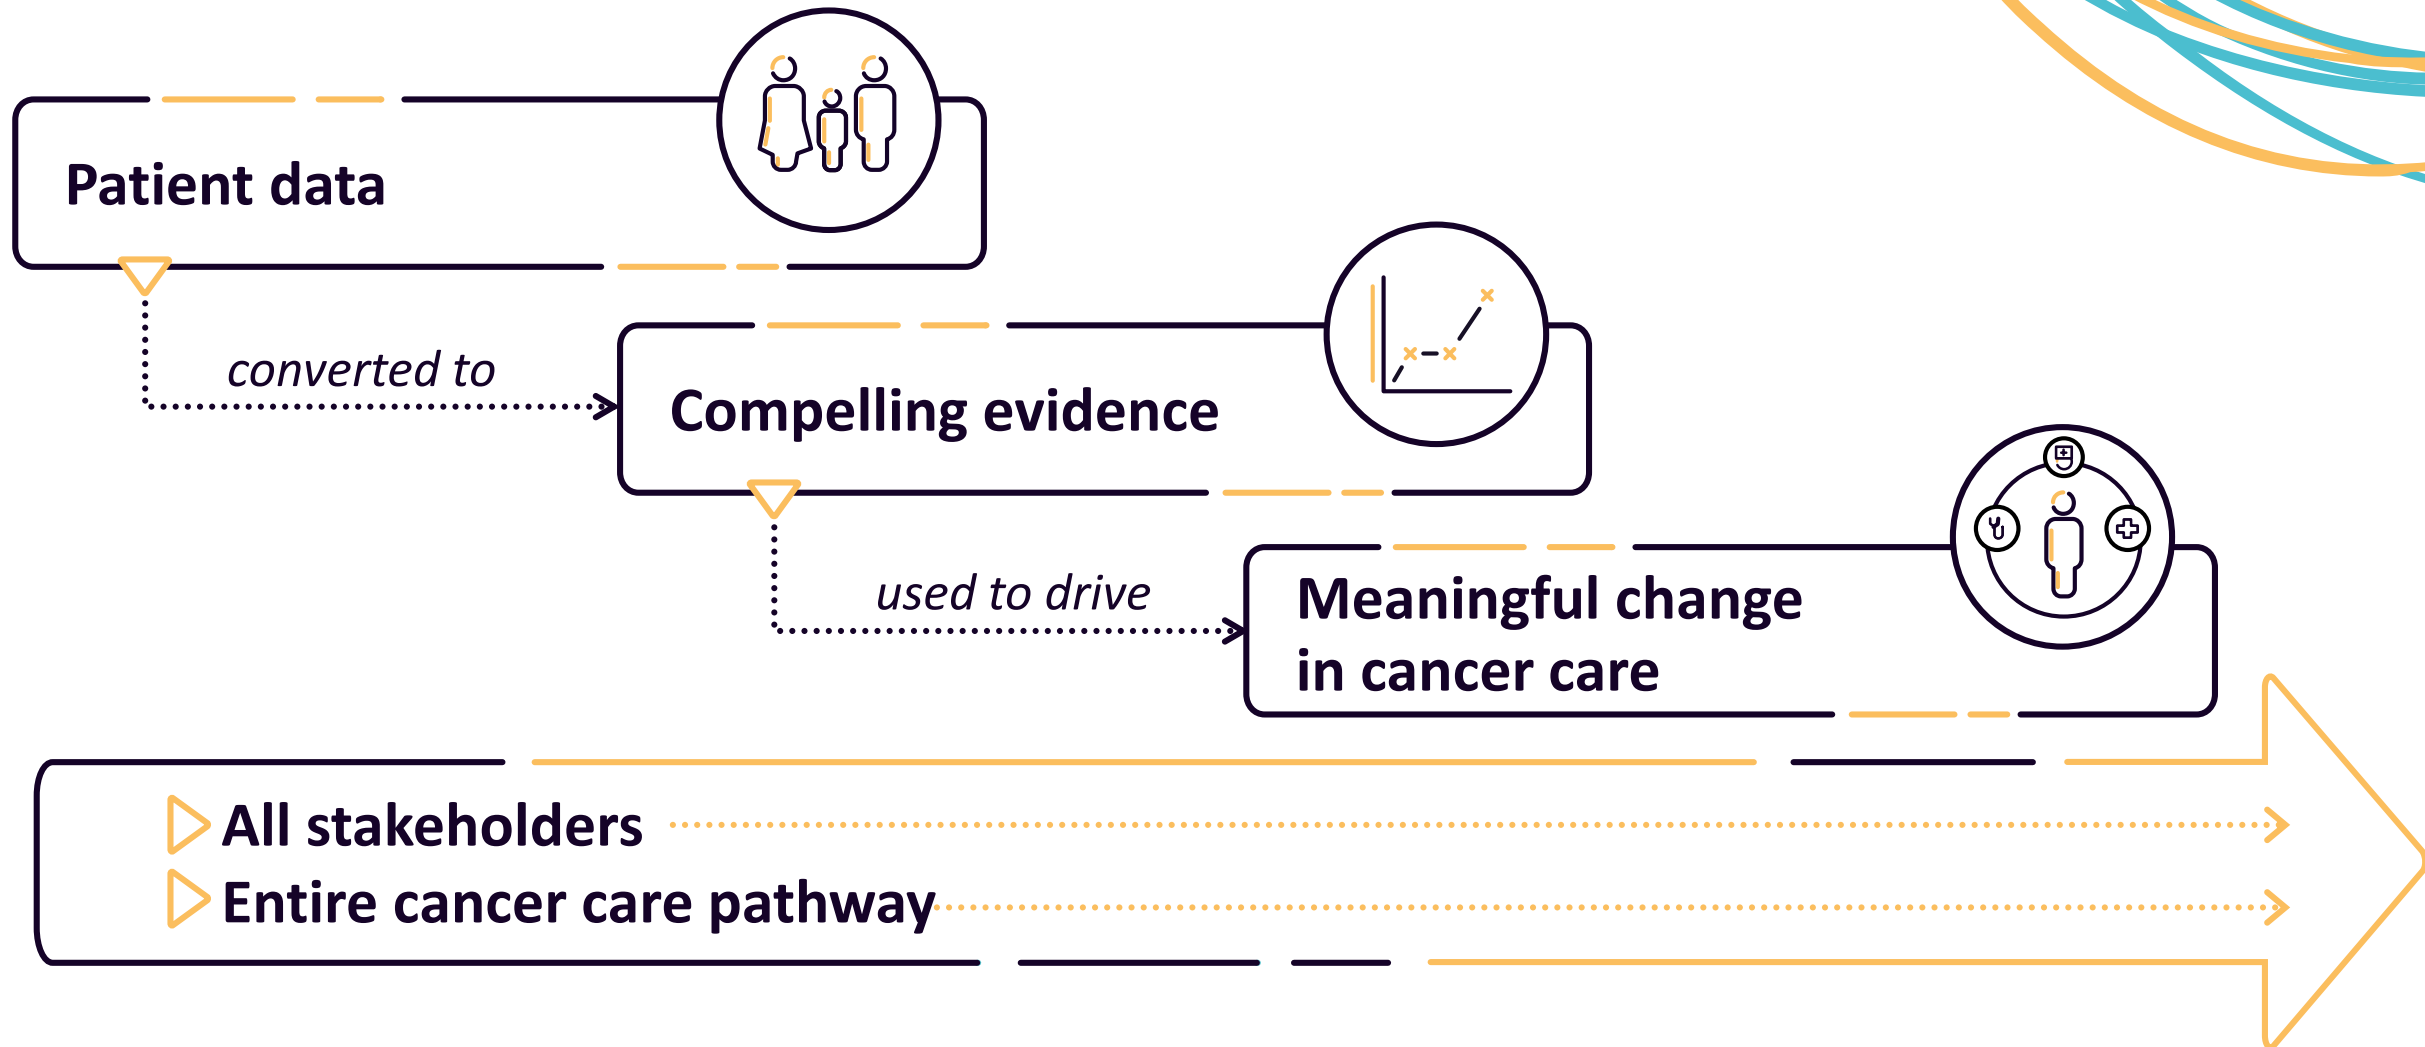 Patient data
converted to
Compelling evidence
used to drive
Meaningful change
in cancer care
All stakeholders
Entire cancer care pathway